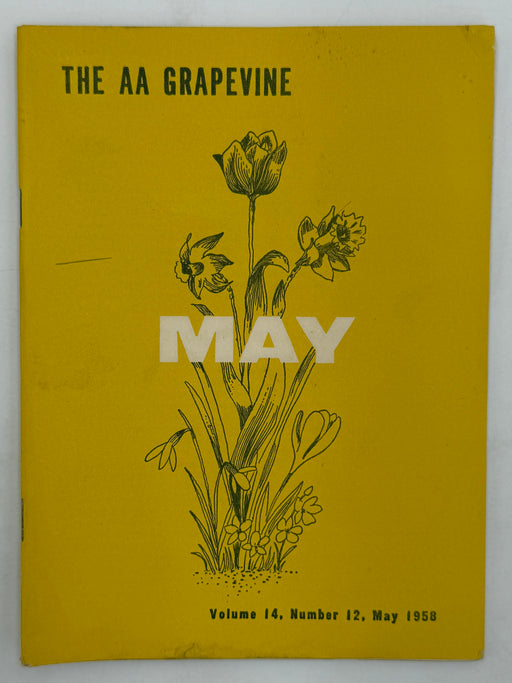 THE AA GRAPEVINE
MAY
Volume 14, Number 12, May 1958